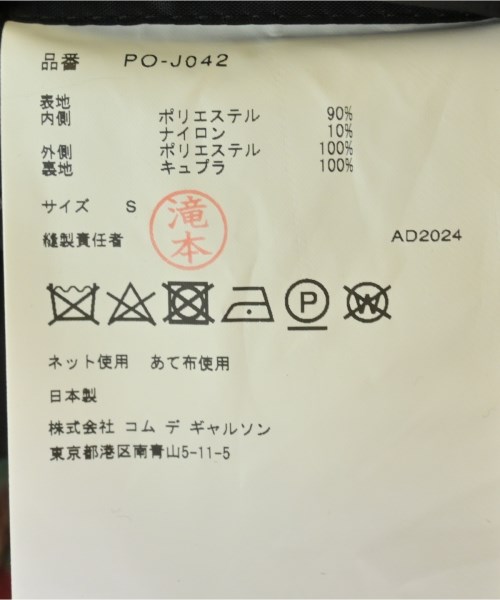 品番 PO-J042
表地
内側 ポリエステル 90%
ナイロン 10%
外側 ポリエステル 100%
裏地 キュプラ 100%
サイズ S
滝本
縫製責任者 AD2024
P W
ネット使用 あて布使用
日本製
株式会社 コム デ ギャルソン
東京都港区南青山5-11-5